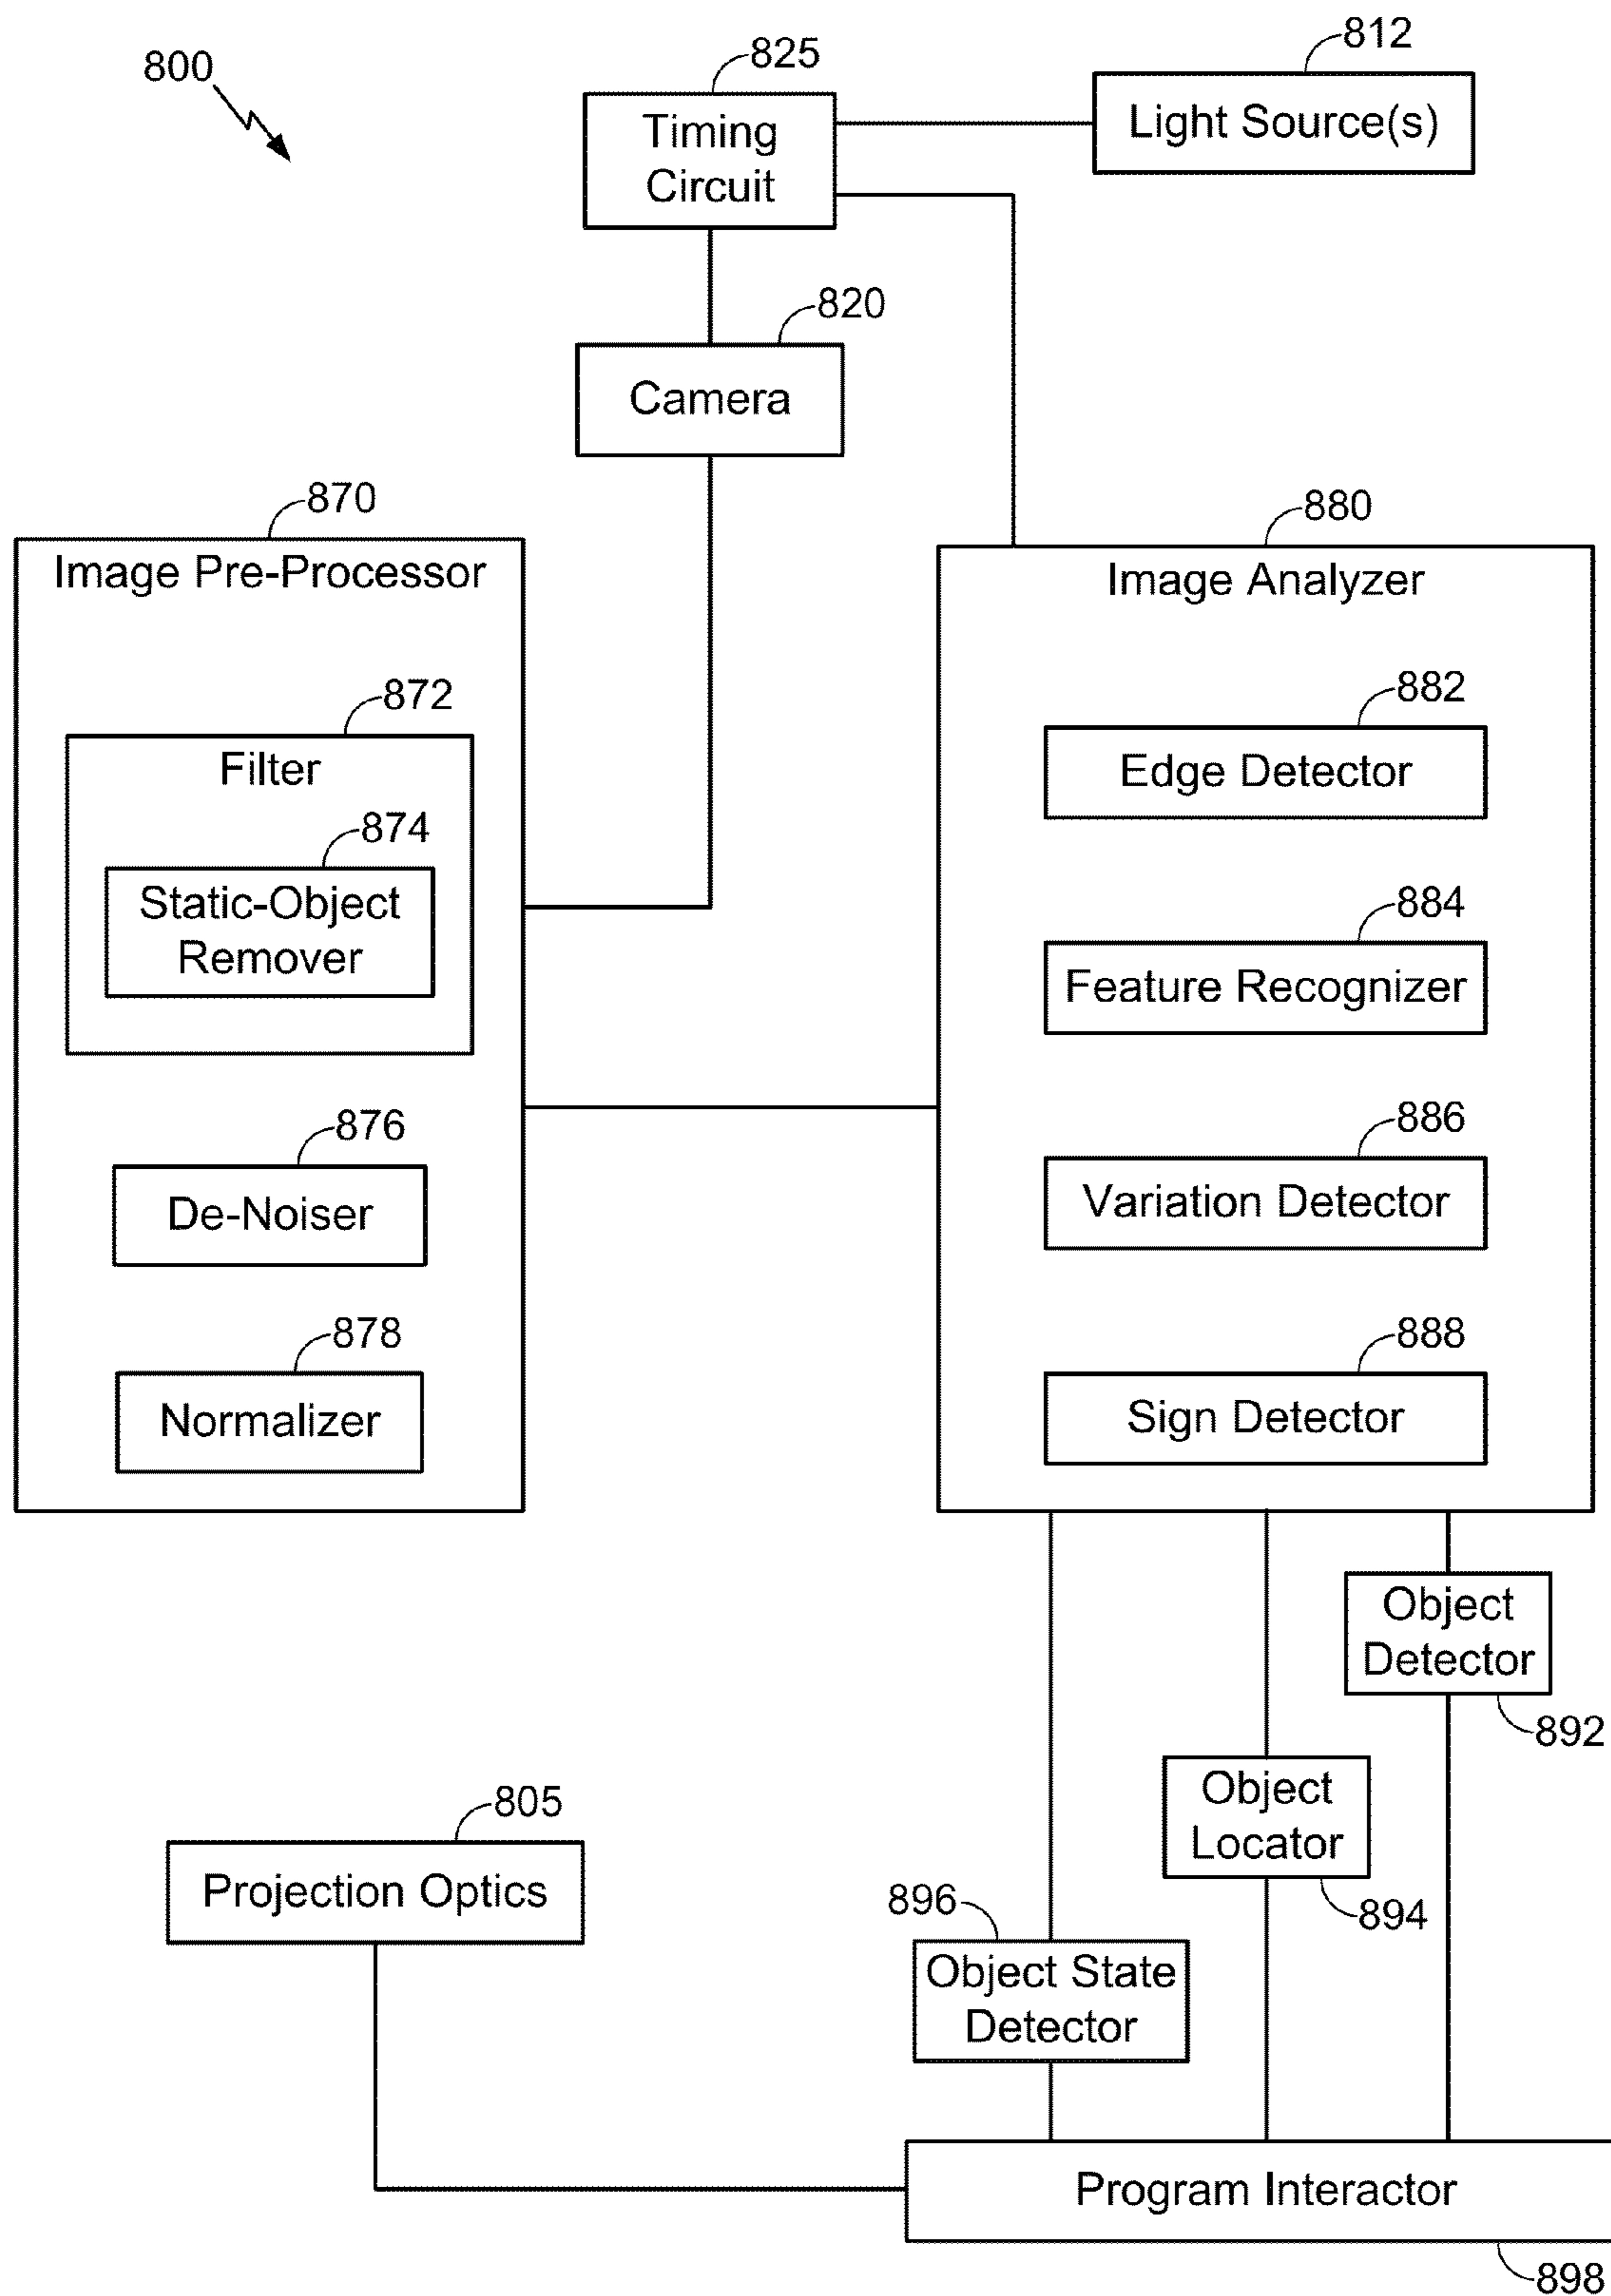 800
825
Timing
Circuit
812
Light Source(s)
820
Camera
870
Image Pre-Processor
872
Filter
874
Static-Object
Remover
876
De-Noiser
878
Normalizer
880
Image Analyzer
882
Edge Detector
884
Feature Recognizer
886
Variation Detector
888
Sign Detector
Object
Detector
892
Object
Locator
894
896
Object State
Detector
805
Projection Optics
Program Interactor
898